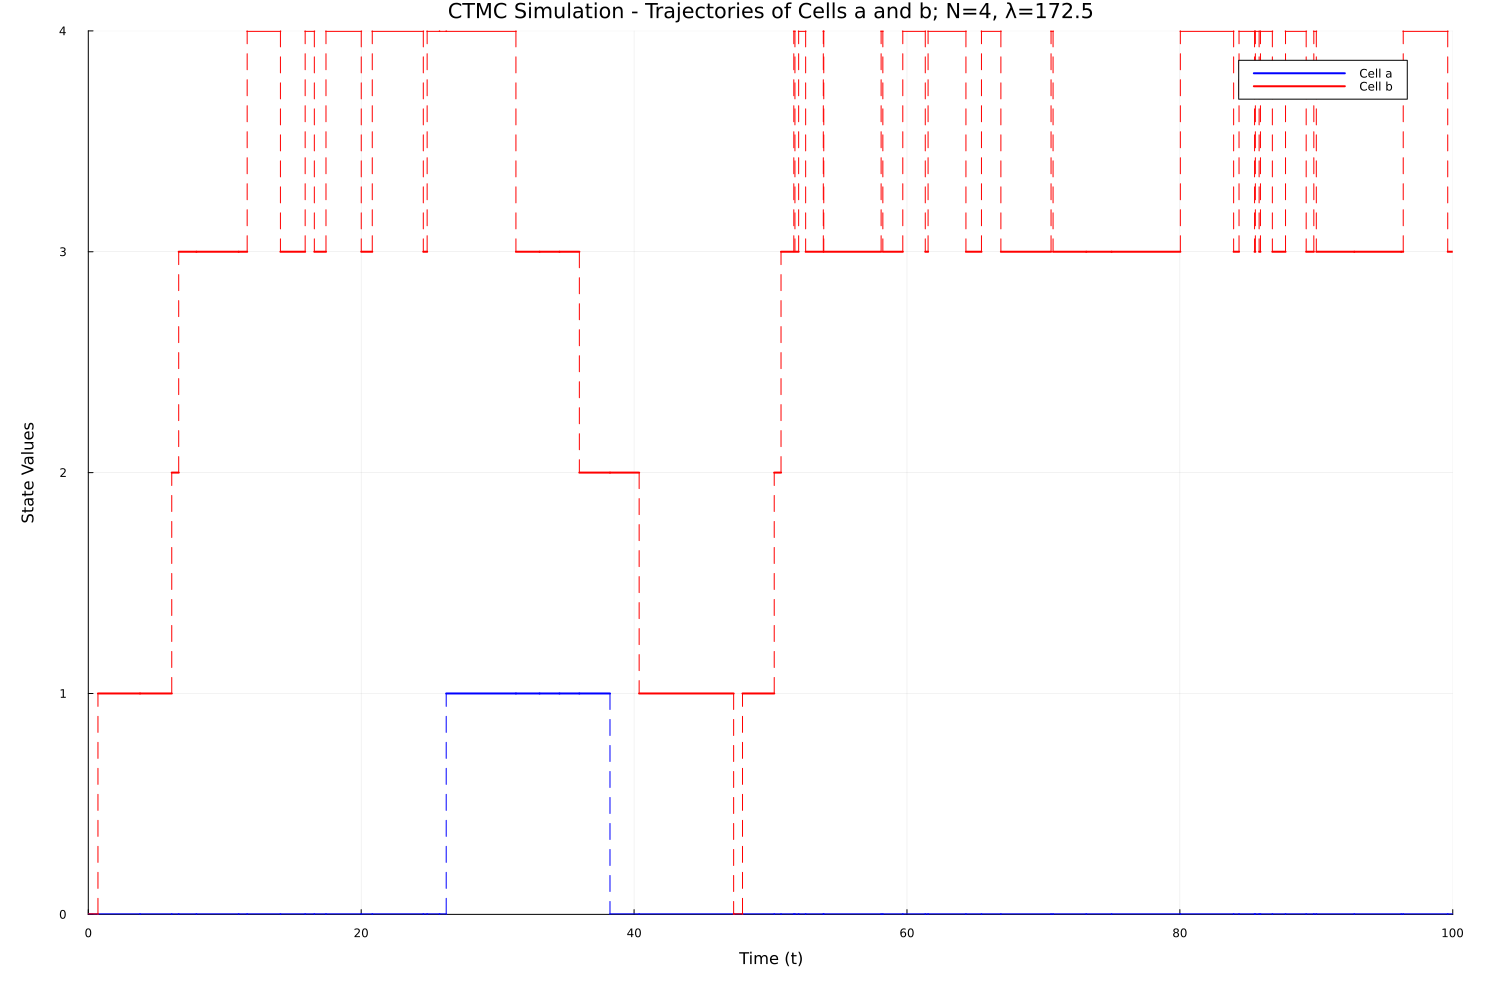 CTMC Simulation - Trajectories of Cells a and b; N=4, λ=172.5
4
Cell a
Cell b
3
State Values
2
1
0
0 20 40 60 80 100
Time (t)